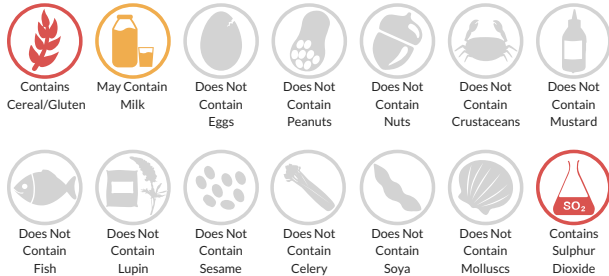 Contains
Cereal/Gluten
May Contain
Milk
Does Not
Contain
Eggs
Does Not
Contain
Peanuts
Does Not
Contain
Nuts
Does Not
Contain
Crustaceans
Does Not
Contain
Mustard
Does Not
Contain
Fish
Does Not
Contain
Lupin
Does Not
Contain
Sesame
Does Not
Contain
Celery
Does Not
Contain
Soya
Does Not
Contain
Molluscs
SO₂
Contains
Sulphur
Dioxide